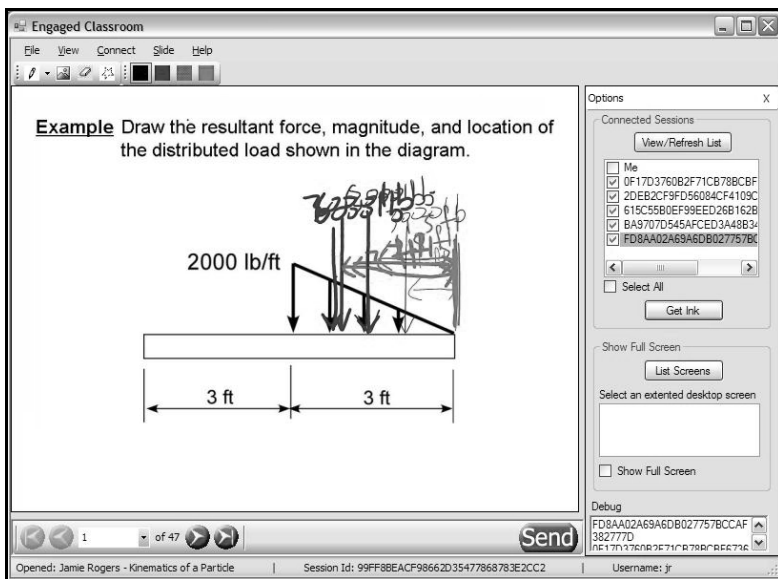 Engaged Classroom
File View Connect Slide Help
Example Draw the resultant force, magnitude, and location of
the distributed load shown in the diagram.
2000 lb/ft
3 ft 3 ft
1 of 47 Send
Options X
Connected Sessions
View/Refresh List
Me
0F17D3760B2F71CB78BCBF
2DEB2CF9FD56084CF4109C
615C55B0EF99EED26B162B
BA9707D545AFCED3A48B34
FD8AA02A69A6DB027757BC
Select All
Get Ink
Show Full Screen
List Screens
Select an extented desktop screen
Show Full Screen
Debug
FD8AA02A69A6DB027757BCCAF
382777D
0F17D3760B2F71CB78BCBF6736
Opened: Jamie Rogers - Kinematics of a Particle | Session Id: 99FF8BEACF98662D35477868783E2CC2 | Username: jr